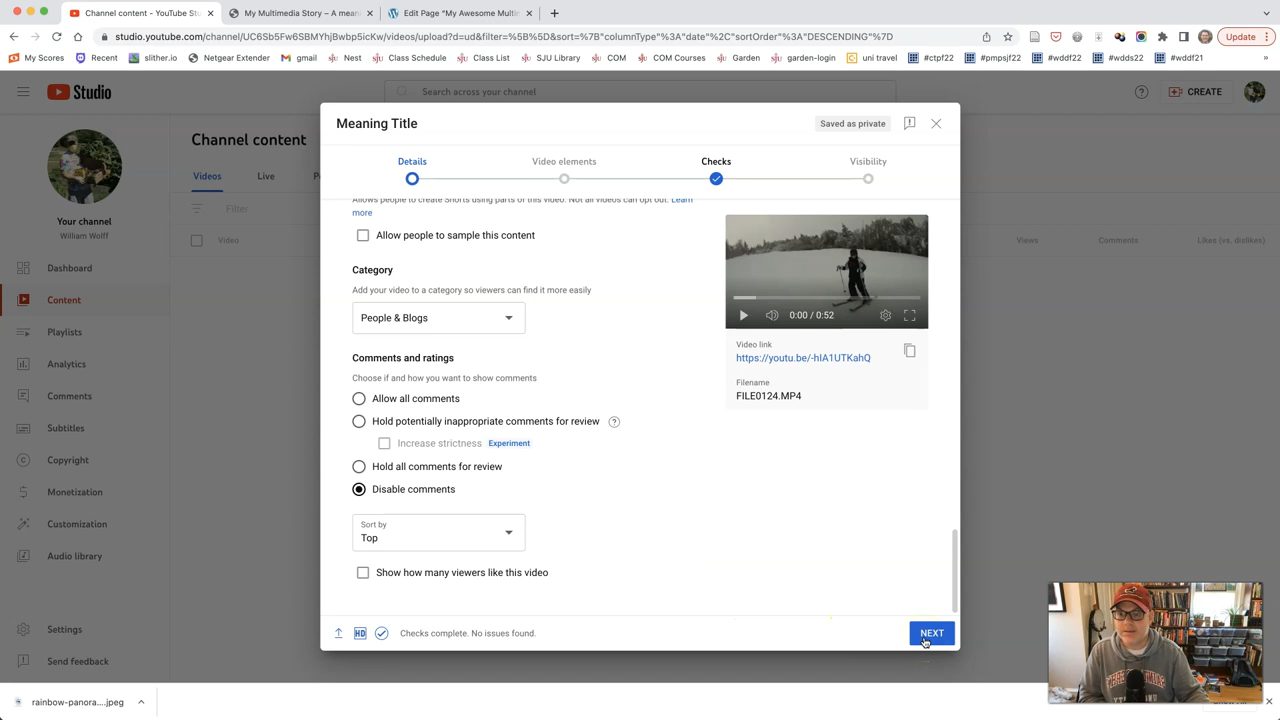 Channel content - YouTube Stu
My Multimedia Story – A meani
Edit Page "My Awesome Multim
studio.youtube.com/channel/UC6Sb5Fw6SBMYhjBwbp5icKw/videos/upload?d=ud&filter=%5B%5D&sort=%7B"columnType"%3A"date"%2C"sortOrder"%3A"DESCENDING"%7D
Update
My Scores
Recent
slither.io
Netgear Extender
gmail
Nest
Class Schedule
Class List
SJU Library
COM
COM Courses
Garden
garden-login
uni travel
#ctpf22
#pmpsjf22
#wddf22
#wdds22
#wddf21
»
Studio
Search across your channel
CREATE
Meaning Title
Saved as private
Details
Video elements
Checks
Visibility
Your channel
William Wolff
Dashboard
Content
Playlists
Analytics
Comments
Subtitles
Copyright
Monetization
Customization
Audio library
Settings
Send feedback
Channel content
Videos
Live
Filter
Video
Views
Comments
Likes (vs. dislikes)
Allows people to create Shorts using parts of this video. Not all videos can opt out. Learn
more
Allow people to sample this content
Category
Add your video to a category so viewers can find it more easily
People & Blogs
Comments and ratings
Choose if and how you want to show comments
Allow all comments
Hold potentially inappropriate comments for review
Increase strictness Experiment
Hold all comments for review
Disable comments
Sort by
Top
Show how many viewers like this video
0:00 / 0:52
Video link
https://youtu.be/-hIA1UTKahQ
Filename
FILE0124.MP4
HD
Checks complete. No issues found.
NEXT
rainbow-panora....jpeg